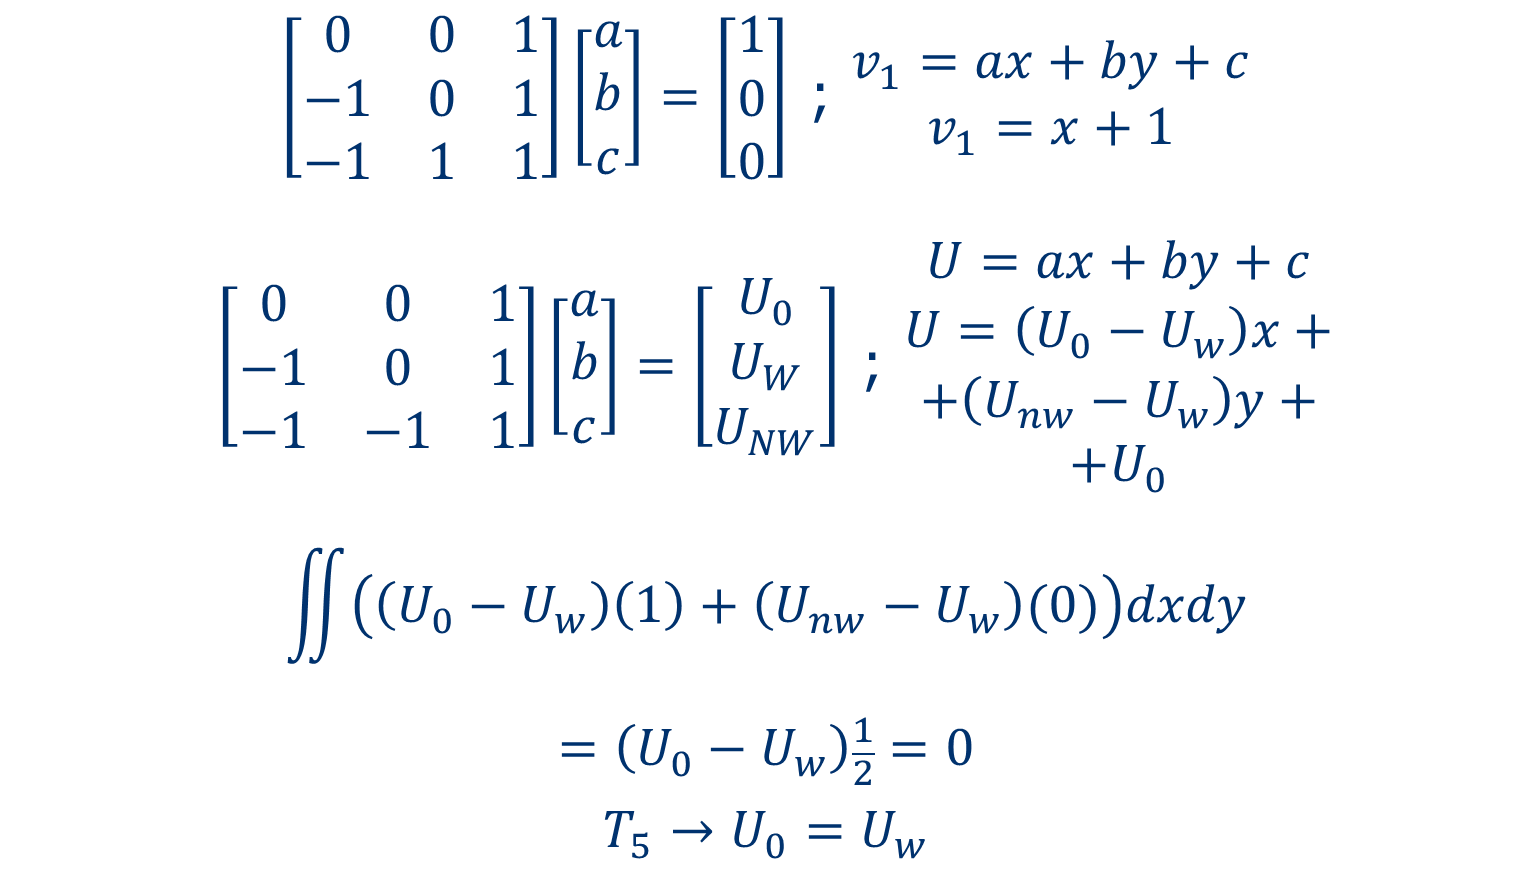 [0 0 1; −1 0 1; −1 1 1] [a; b; c] = [1; 0; 0] ; v₁ = ax + by + c
v₁ = x + 1
[0 0 1; −1 0 1; −1 −1 1] [a; b; c] = [U₀; U_W; U_NW] ; U = ax + by + c
U = (U₀ − U_w)x +
+(U_nw − U_w)y +
+U₀
∬((U₀ − U_w)(1) + (U_nw − U_w)(0))dxdy
= (U₀ − U_w)½ = 0
T₅ → U₀ = U_w